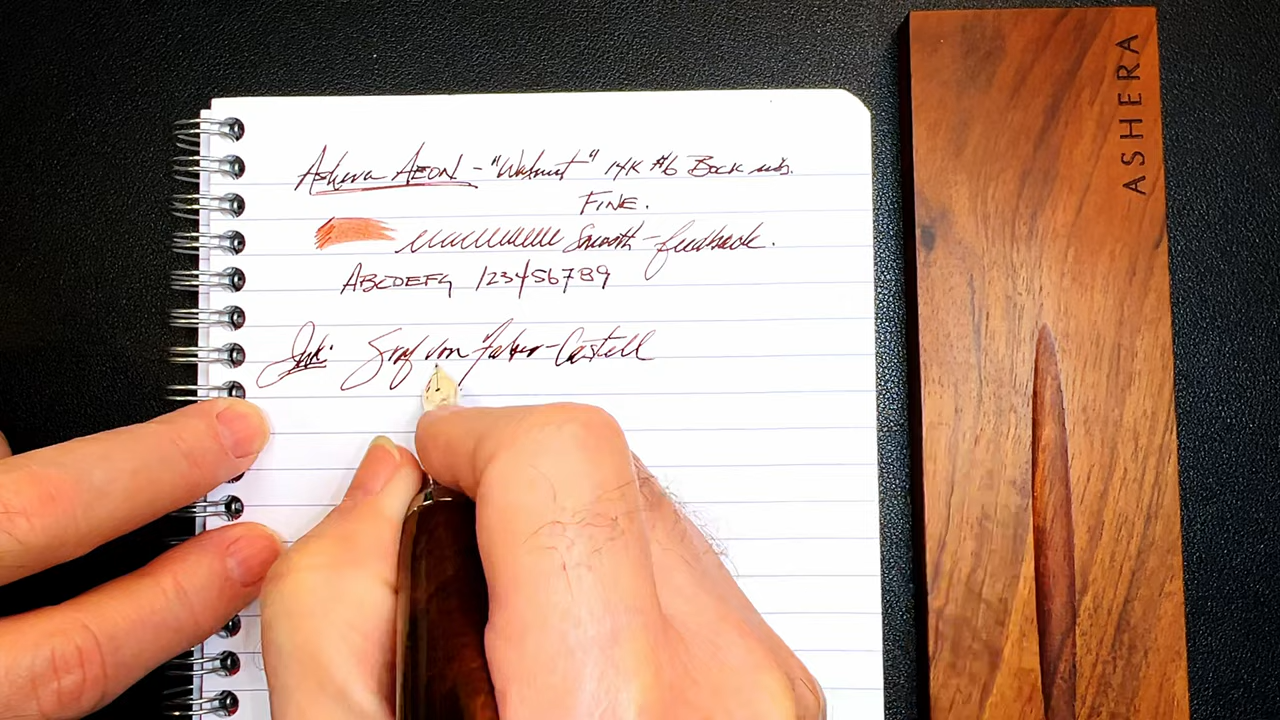 Ashera AEON - "Walnut" 14K #6 BOCK nib.
FINE.
Smooth - feedback.
ABCDEFG 123456789
Ink: Graf von Faber-Castell
ASHERA